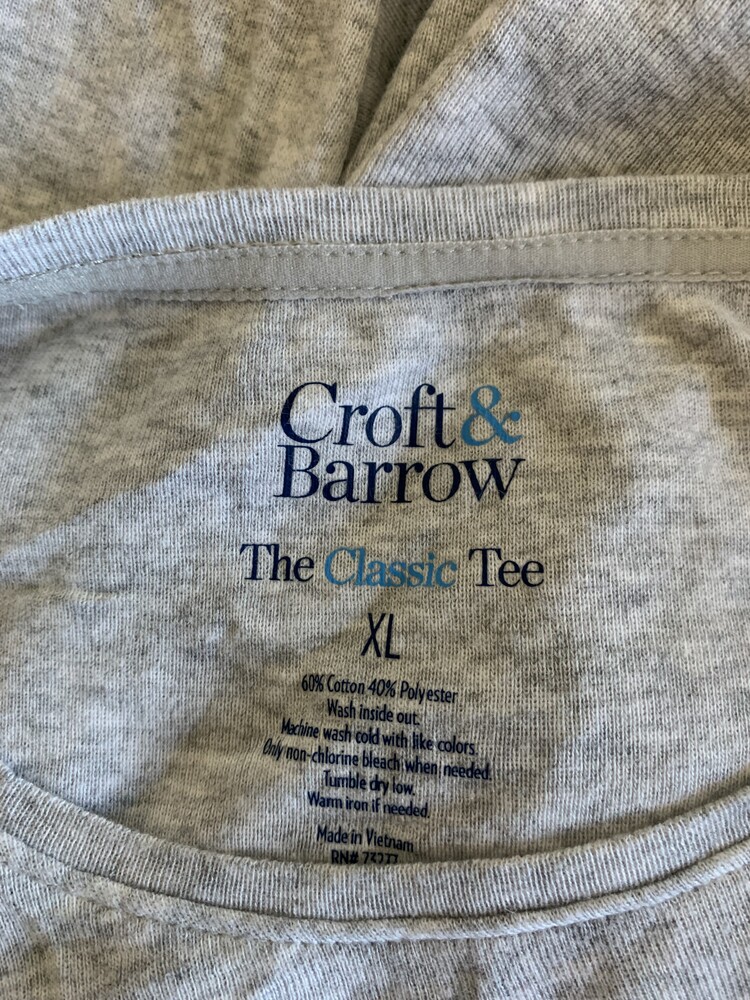 Croft&
Barrow
The Classic Tee
XL
60% Cotton 40% Polyester
Wash inside out.
Machine wash cold with like colors.
Only non-chlorine bleach when needed.
Tumble dry low.
Warm iron if needed.
Made in Vietnam
RN# 73277